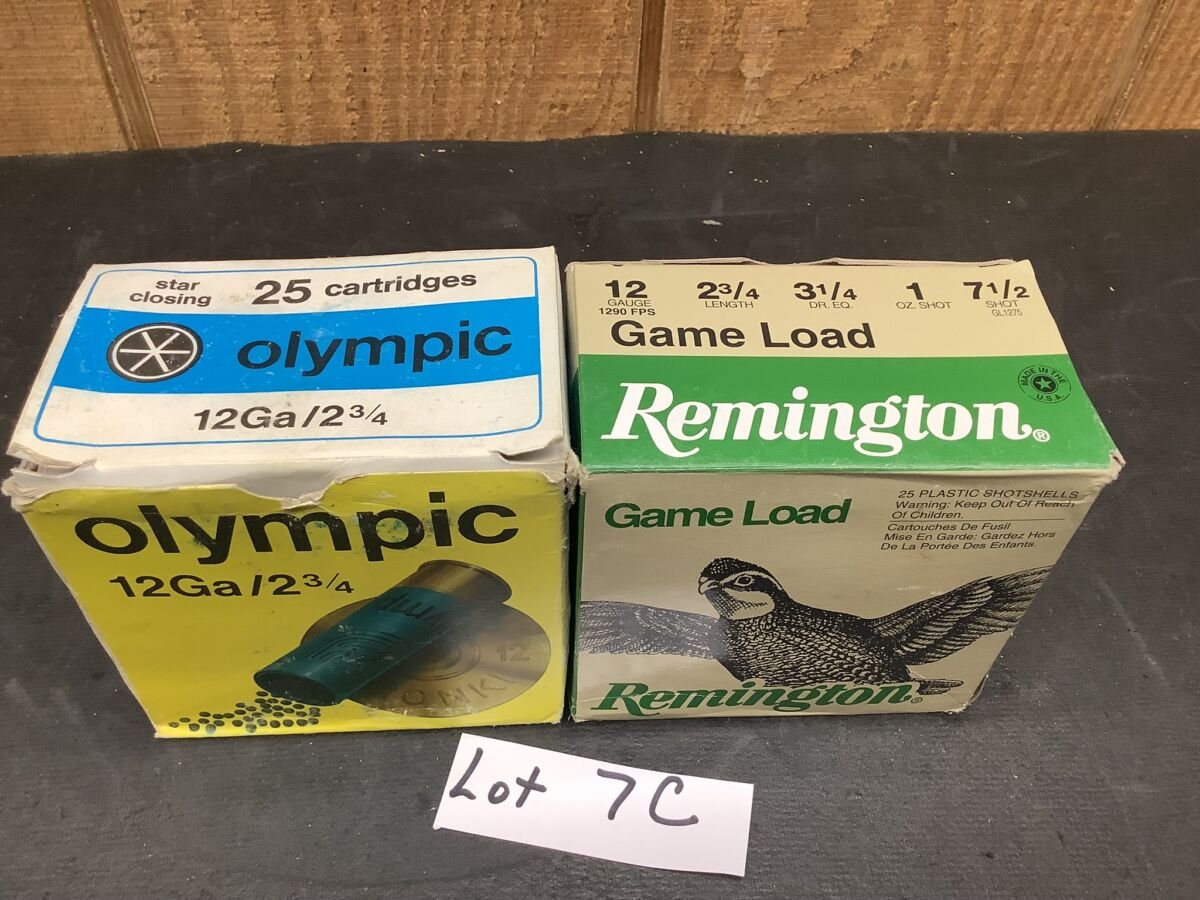 star closing 25 cartridges
olympic
12Ga/2 3/4
olympic
12Ga/2 3/4
12
12 GAUGE 1290 FPS
2 3/4 LENGTH
3 1/4 DR. EQ.
1 OZ. SHOT
7 1/2 SHOT GL1275
Game Load
MADE IN THE U.S.A.
Remington®
Game Load
25 PLASTIC SHOTSHELLS
Warning: Keep Out Of Reach
Of Children.
Cartouches De Fusil
Mise En Garde: Gardez Hors
De La Portée Des Enfants.
Remington®
Lot 7C